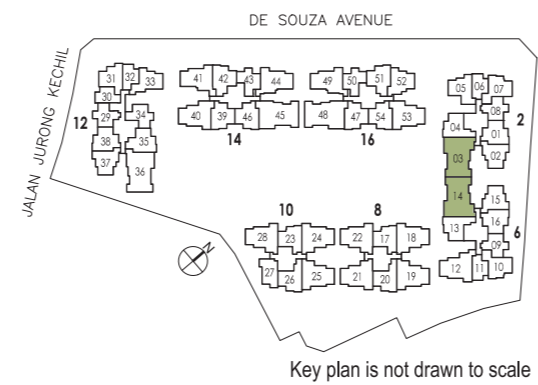 DE SOUZA AVENUE
JALAN JURONG KECHIL
31 32 33 41 42 43 44 49 50 51 52 05 06 07
30 08
12 29 34 40 39 46 45 48 47 54 53 04 01 2
38 35 14 16 03 02
37 36
14 15
10 8 13 16 6
28 23 24 22 17 18 09
N
27 26 25 21 20 19 12 11 10
Key plan is not drawn to scale